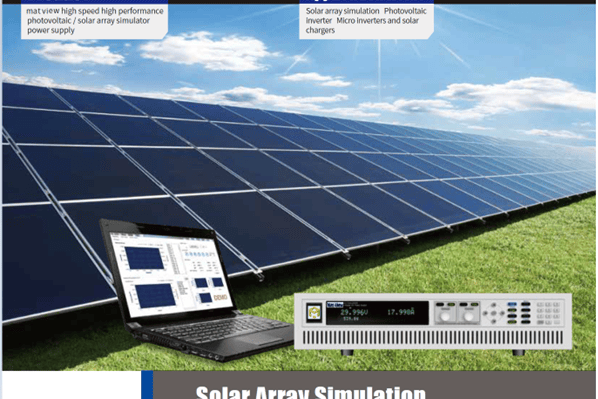 mat view high speed high performance
photovoltaic / solar array simulator
power supply
Solar array simulation Photovoltaic
inverter Micro inverters and solar
chargers
DEMO
29.996V 17.998A
Solar Array Simulation